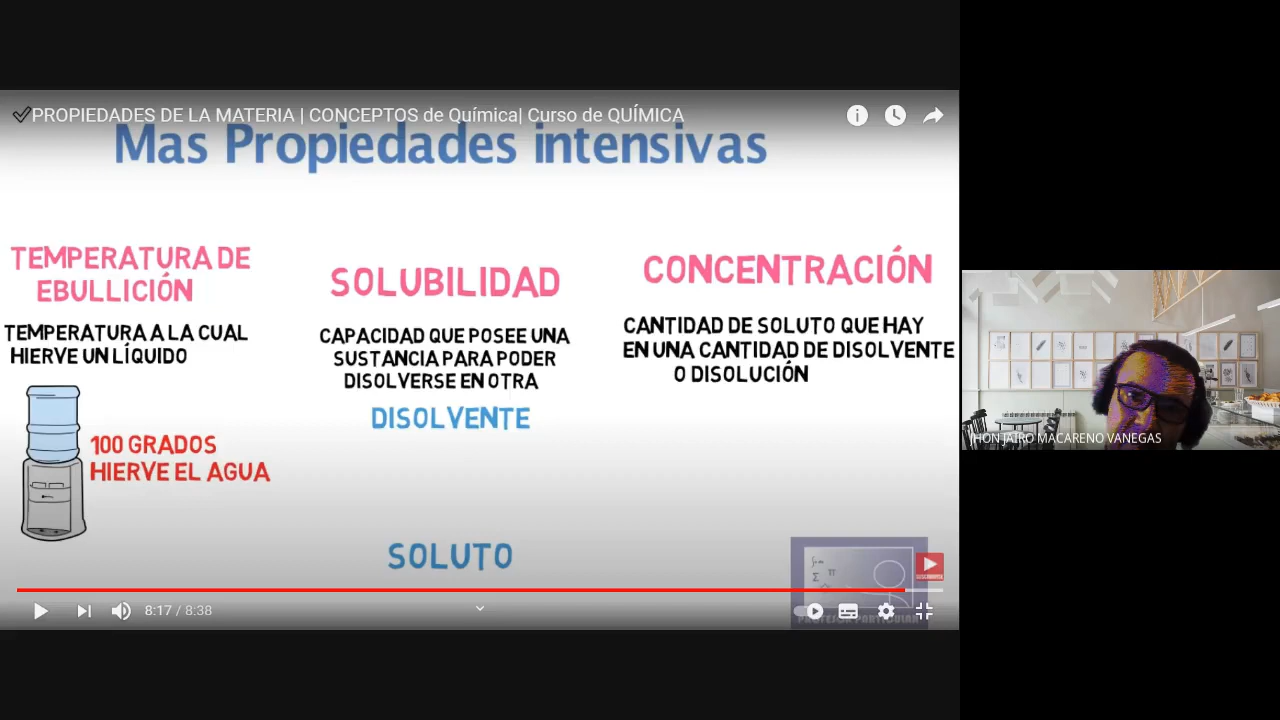 ✓PROPIEDADES DE LA MATERIA | CONCEPTOS de Química| Curso de QUÍMICA
Mas Propiedades intensivas
TEMPERATURA DE
EBULLICIÓN
TEMPERATURA A LA CUAL
HIERVE UN LÍQUIDO
100 GRADOS
HIERVE EL AGUA
SOLUBILIDAD
CAPACIDAD QUE POSEE UNA
SUSTANCIA PARA PODER
DISOLVERSE EN OTRA
DISOLVENTE
SOLUTO
CONCENTRACIÓN
CANTIDAD DE SOLUTO QUE HAY
EN UNA CANTIDAD DE DISOLVENTE
O DISOLUCIÓN
PROFESOR PARTICULAR
8:17 / 8:38
JHON JAIRO MACARENO VANEGAS